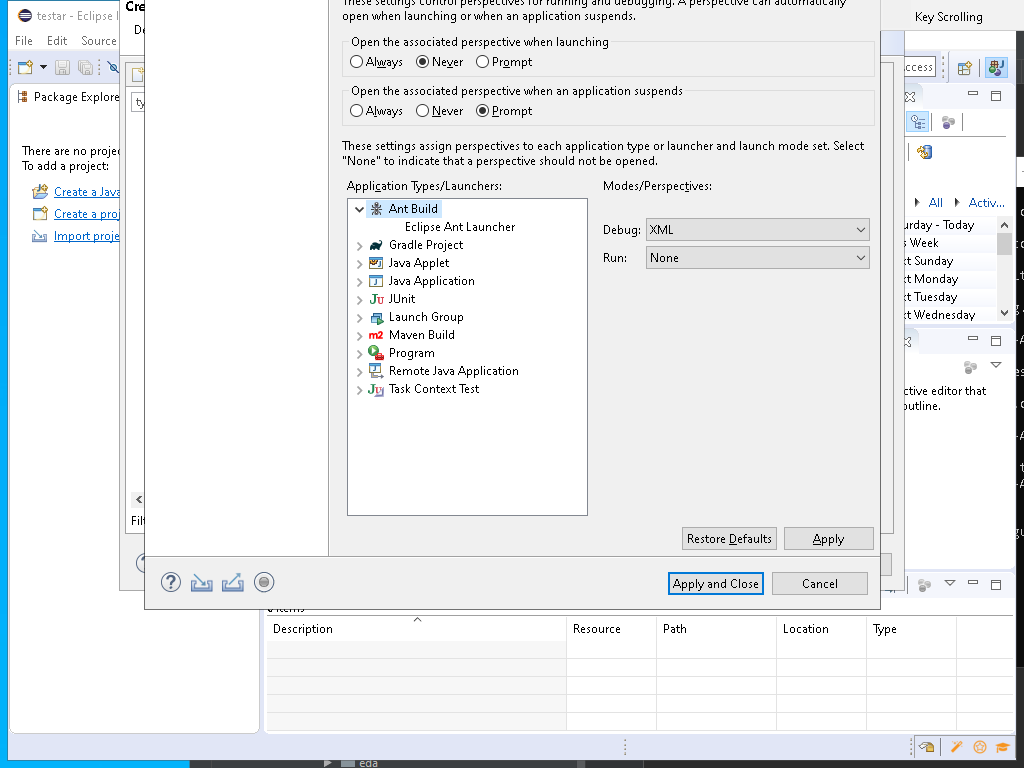 testar - Eclipse I
Cre
These settings control perspectives for running and debugging. A perspective can automatically
open when launching or when an application suspends.
Key Scrolling
File Edit Source
De
Open the associated perspective when launching
Always Never Prompt
ccess
Open the associated perspective when an application suspends
Always Never Prompt
Package Explore
ty
These settings assign perspectives to each application type or launcher and launch mode set. Select
"None" to indicate that a perspective should not be opened.
There are no projec
To add a project:
Create a Java
Create a proj
Import proje
Application Types/Launchers:
Modes/Perspectives:
Ant Build
Eclipse Ant Launcher
Gradle Project
Java Applet
Java Application
JUnit
Launch Group
Maven Build
Program
Remote Java Application
Task Context Test
Debug: XML
Run: None
All Activ...
urday - Today
s Week
xt Sunday
xt Monday
xt Tuesday
xt Wednesday
ctive editor that
outline.
Filt
Restore Defaults Apply
Apply and Close Cancel
Description Resource Path Location Type
eda